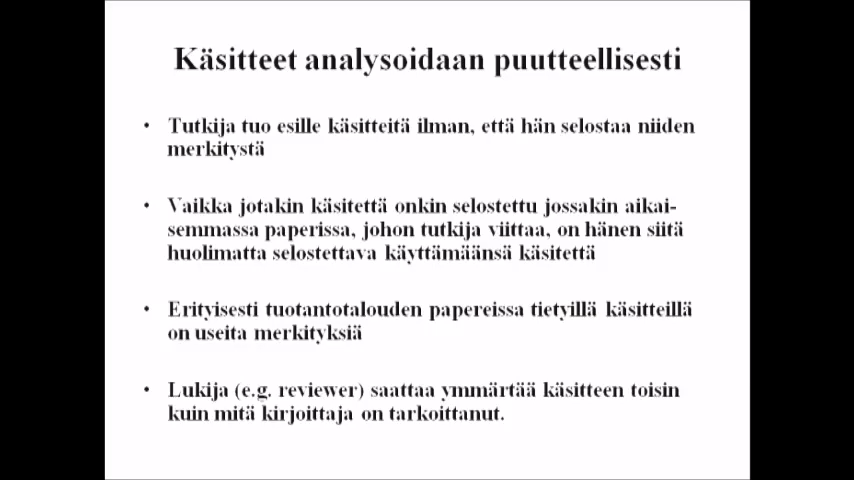 Käsitteet analysoidaan puutteellisesti
• Tutkija tuo esille käsitteitä ilman, että hän selostaa niiden
merkitystä
• Vaikka jotakin käsitettä onkin selostettu jossakin aikai-
semmassa paperissa, johon tutkija viittaa, on hänen siitä
huolimatta selostettava käyttämäänsä käsitettä
• Erityisesti tuotantotalouden papereissa tietyillä käsitteillä
on useita merkityksiä
• Lukija (e.g. reviewer) saattaa ymmärtää käsitteen toisin
kuin mitä kirjoittaja on tarkoittanut.